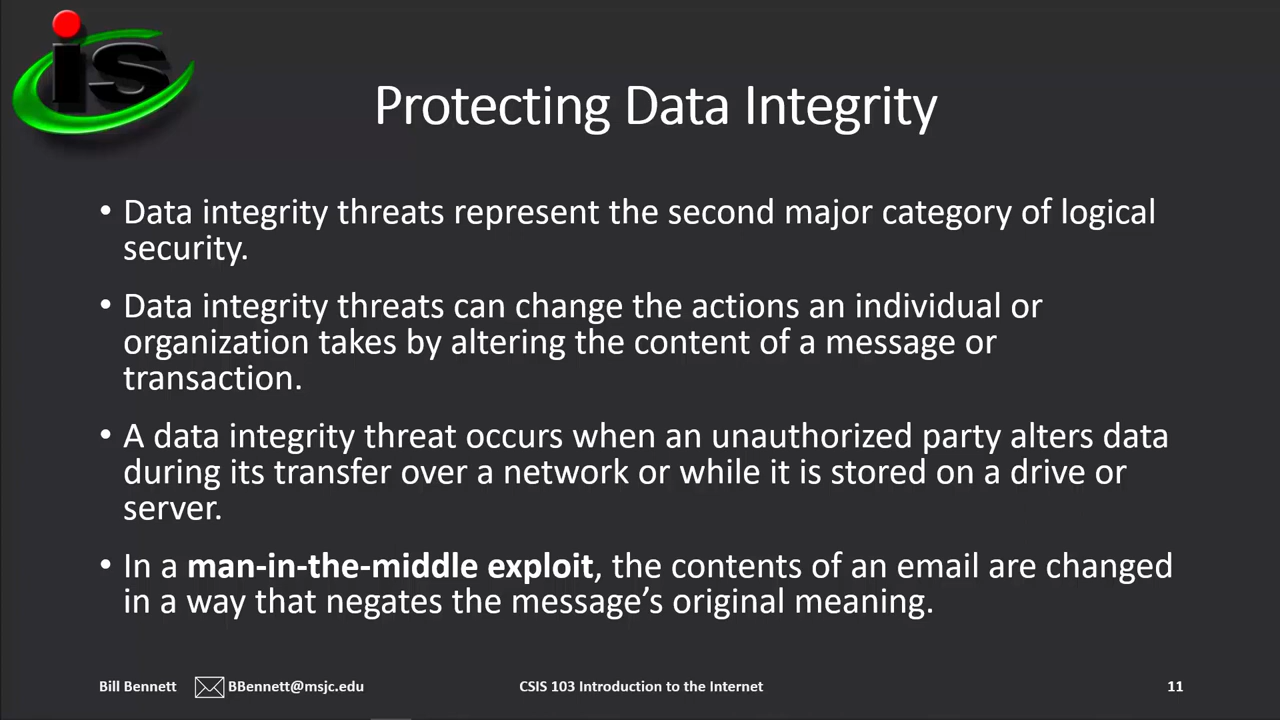 is
Protecting Data Integrity
• Data integrity threats represent the second major category of logical
security.
• Data integrity threats can change the actions an individual or
organization takes by altering the content of a message or
transaction.
• A data integrity threat occurs when an unauthorized party alters data
during its transfer over a network or while it is stored on a drive or
server.
• In a man-in-the-middle exploit, the contents of an email are changed
in a way that negates the message’s original meaning.
Bill Bennett BBennett@msjc.edu CSIS 103 Introduction to the Internet 11